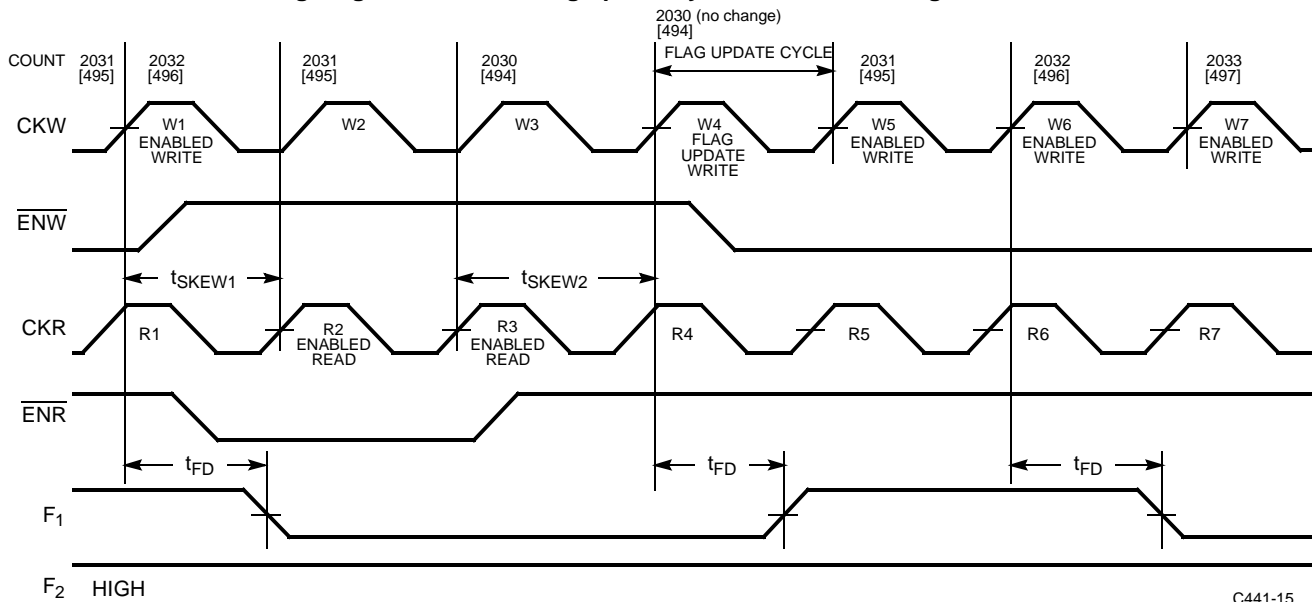 2030 (no change)
[494]
FLAG UPDATE CYCLE
COUNT 2031 2032 2031 2030 2031 2032 2033
[495] [496] [495] [494] [495] [496] [497]
CKW W1 W2 W3 W4 W5 W6 W7
ENABLED WRITE
FLAG UPDATE WRITE
ENABLED WRITE
ENABLED WRITE
ENABLED WRITE
ENW
tSKEW1 tSKEW2
CKR R1 R2 R3 R4 R5 R6 R7
ENABLED READ
ENABLED READ
ENR
tFD tFD tFD
F1
F2 HIGH
C441-15